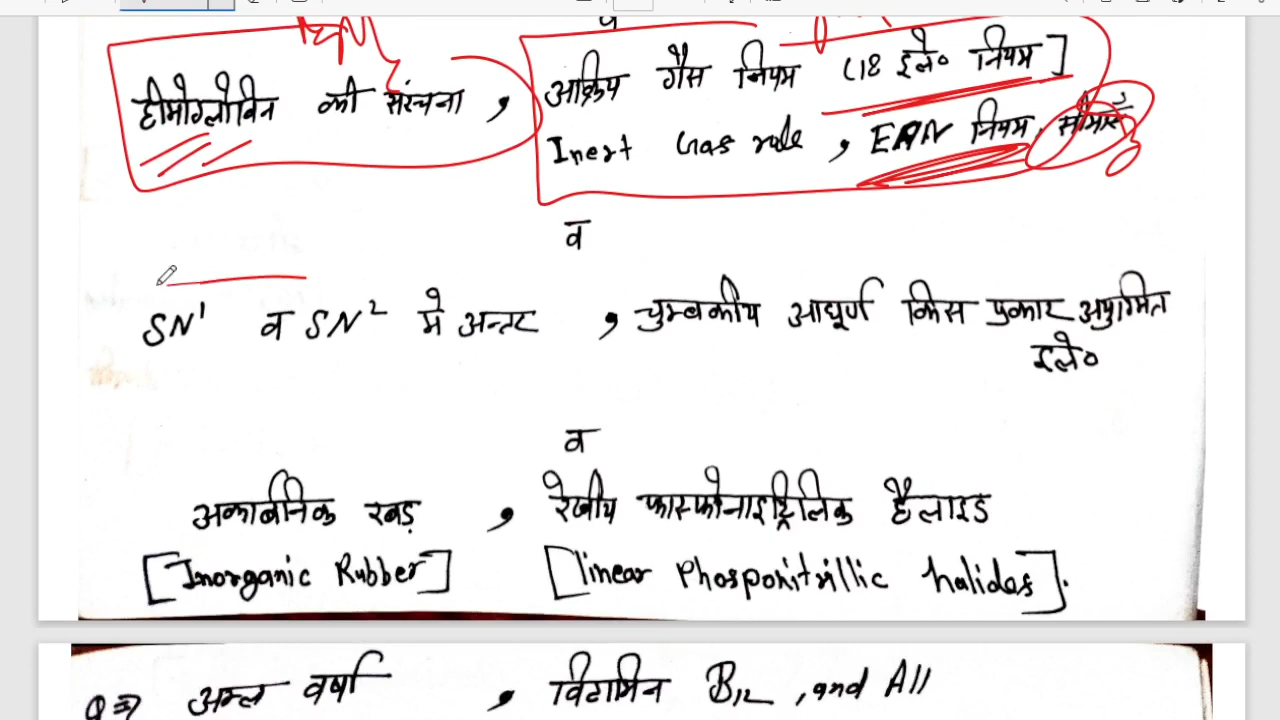 हीमोग्लोबिन की संरचना , अक्रिय गैस नियम (18 इले० नियम ]
Inert Gas rule , EAN नियम, सीमाएँ
व
SN¹ व SN² मे अन्तर , चुम्बकीय आघूर्ण किस प्रकार अयुग्मित
इले०
व
अकार्बनिक रबड़ , रेखीय फास्फोनाइट्रिलिक हैलाइड
[Inorganic Rubber] [linear Phosponitrillic halides].
Q ⇒ अम्ल वर्षा , विटामिन B12 , and All